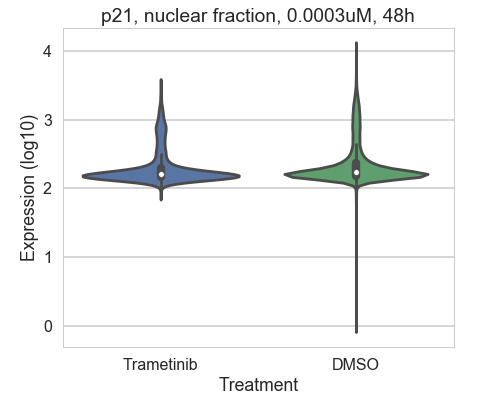 p21, nuclear fraction, 0.0003uM, 48h
Expression (log10)
4
3
2
1
0
Trametinib DMSO
Treatment